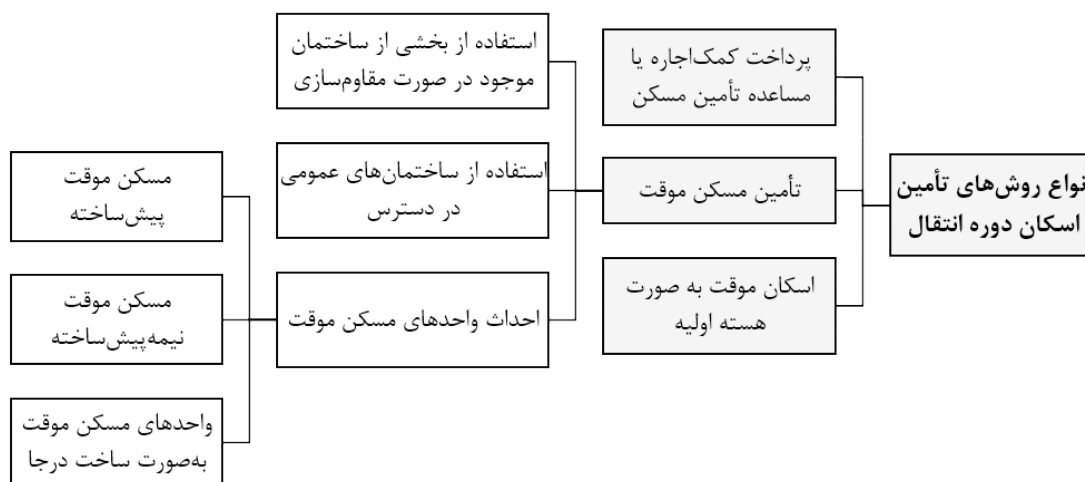 نواع روش‌های تأمین
اسکان دوره انتقال
پرداخت کمک‌اجاره یا
مساعده تأمین مسکن
تأمین مسکن موقت
اسکان موقت به صورت
هسته اولیه
استفاده از بخشی از ساختمان
موجود در صورت مقاوم‌سازی
استفاده از ساختمان‌های عمومی
در دسترس
احداث واحدهای مسکن موقت
مسکن موقت
پیش‌ساخته
مسکن موقت
نیمه‌پیش‌ساخته
واحدهای مسکن موقت
به‌صورت ساخت درجا